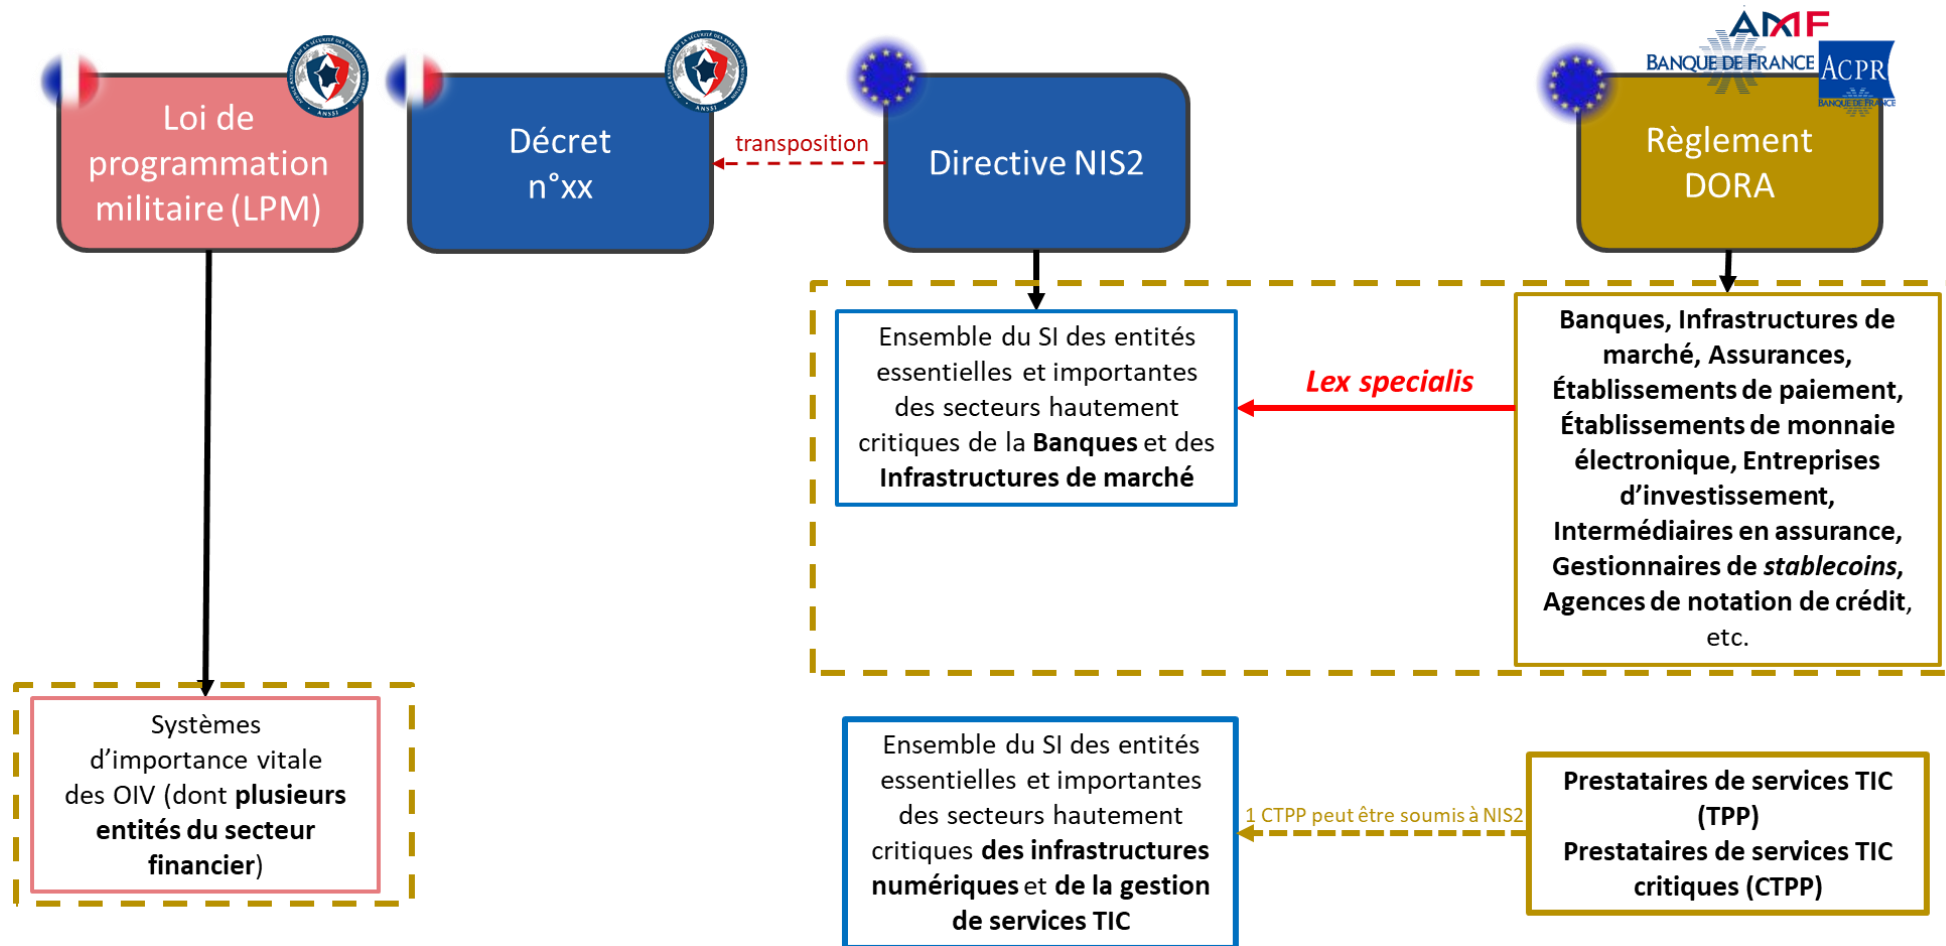 AMF
BANQUE DE FRANCE
ACPR
BANQUE DE FRANCE
ANSSI
ANSSI
Loi de
programmation
militaire (LPM)
Décret
n°xx
transposition
Directive NIS2
Règlement
DORA
Ensemble du SI des entités
essentielles et importantes
des secteurs hautement
critiques de la Banques et des
Infrastructures de marché
Lex specialis
Banques, Infrastructures de
marché, Assurances,
Établissements de paiement,
Établissements de monnaie
électronique, Entreprises
d’investissement,
Intermédiaires en assurance,
Gestionnaires de stablecoins,
Agences de notation de crédit,
etc.
Systèmes
d’importance vitale
des OIV (dont plusieurs
entités du secteur
financier)
Ensemble du SI des entités
essentielles et importantes
des secteurs hautement
critiques des infrastructures
numériques et de la gestion
de services TIC
1 CTPP peut être soumis à NIS2
Prestataires de services TIC
(TPP)
Prestataires de services TIC
critiques (CTPP)